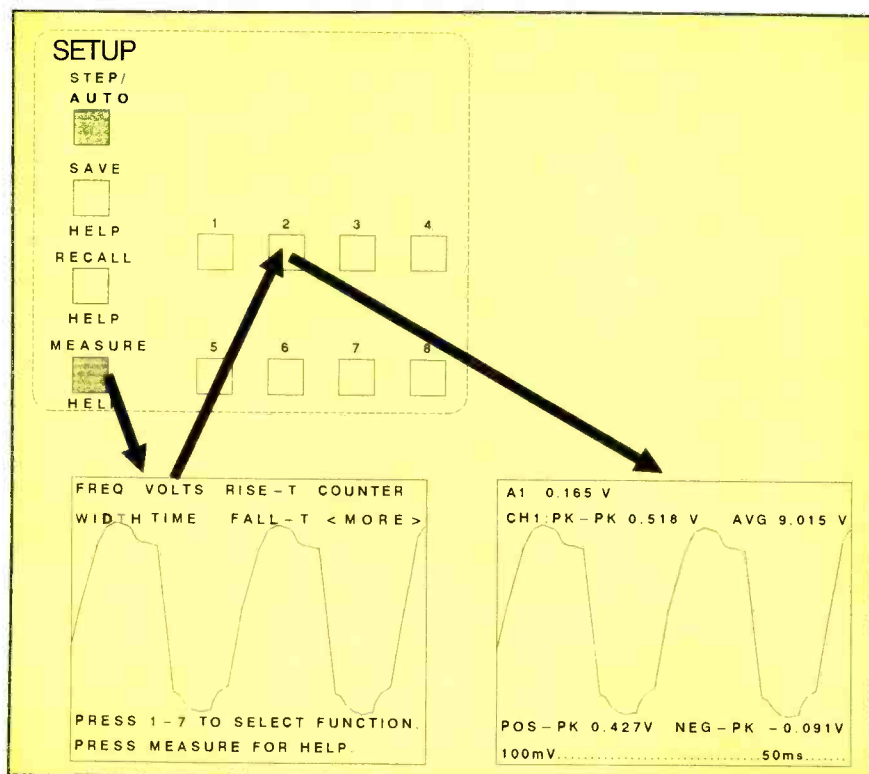 SETUP
STEP/
AUTO
SAVE
HELP
RECALL
HELP
MEASURE
HELP
1 2 3 4
5 6 7 8
FREQ VOLTS RISE-T COUNTER
WIDTH TIME FALL-T <MORE>
PRESS 1-7 TO SELECT FUNCTION.
PRESS MEASURE FOR HELP.
A1 0.165 V
CH1:PK-PK 0.518 V AVG 9.015 V
POS-PK 0.427V NEG-PK -0.091V
100mV............................50ms......